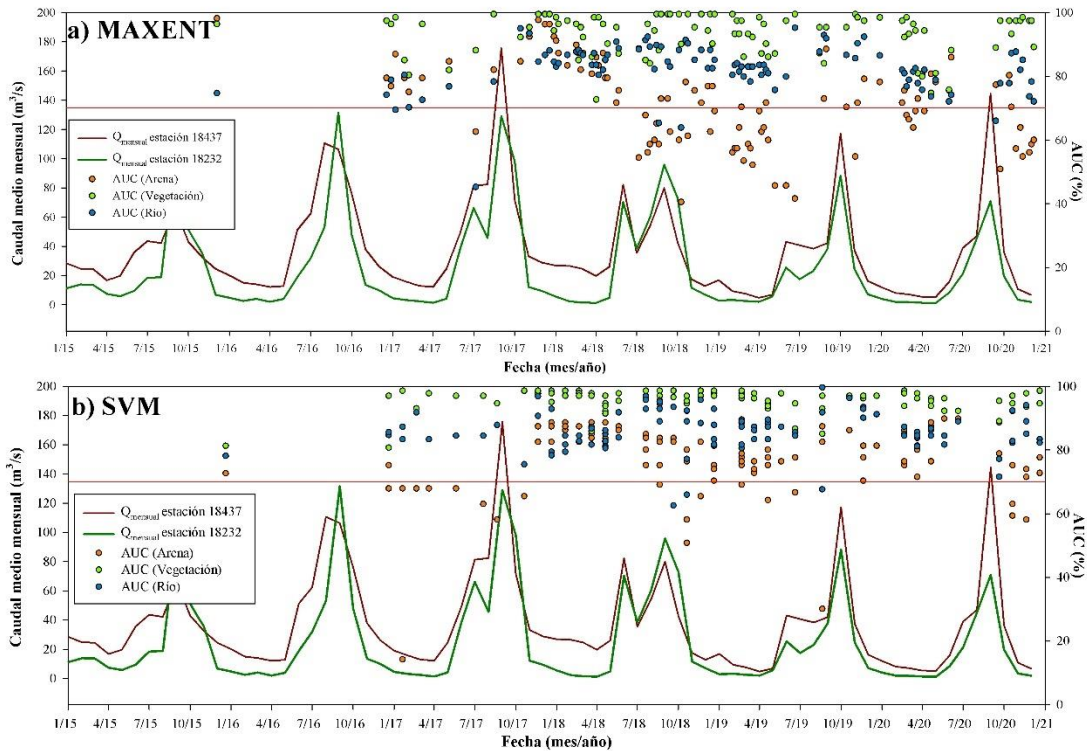 a) MAXENT
Caudal medio mensual (m³/s)
200
180
160
140
120
100
80
60
40
20
0
100
80
60
40
20
0
AUC (%)
Qmensual estación 18437
Qmensual estación 18232
AUC (Arena)
AUC (Vegetación)
AUC (Río)
1/15 4/15 7/15 10/15 1/16 4/16 7/16 10/16 1/17 4/17 7/17 10/17 1/18 4/18 7/18 10/18 1/19 4/19 7/19 10/19 1/20 4/20 7/20 10/20 1/21
Fecha (mes/año)
b) SVM
Caudal medio mensual (m³/s)
200
180
160
140
120
100
80
60
40
20
0
100
80
60
40
20
0
AUC (%)
Qmensual estación 18437
Qmensual estación 18232
AUC (Arena)
AUC (Vegetación)
AUC (Río)
1/15 4/15 7/15 10/15 1/16 4/16 7/16 10/16 1/17 4/17 7/17 10/17 1/18 4/18 7/18 10/18 1/19 4/19 7/19 10/19 1/20 4/20 7/20 10/20 1/21
Fecha (mes/año)